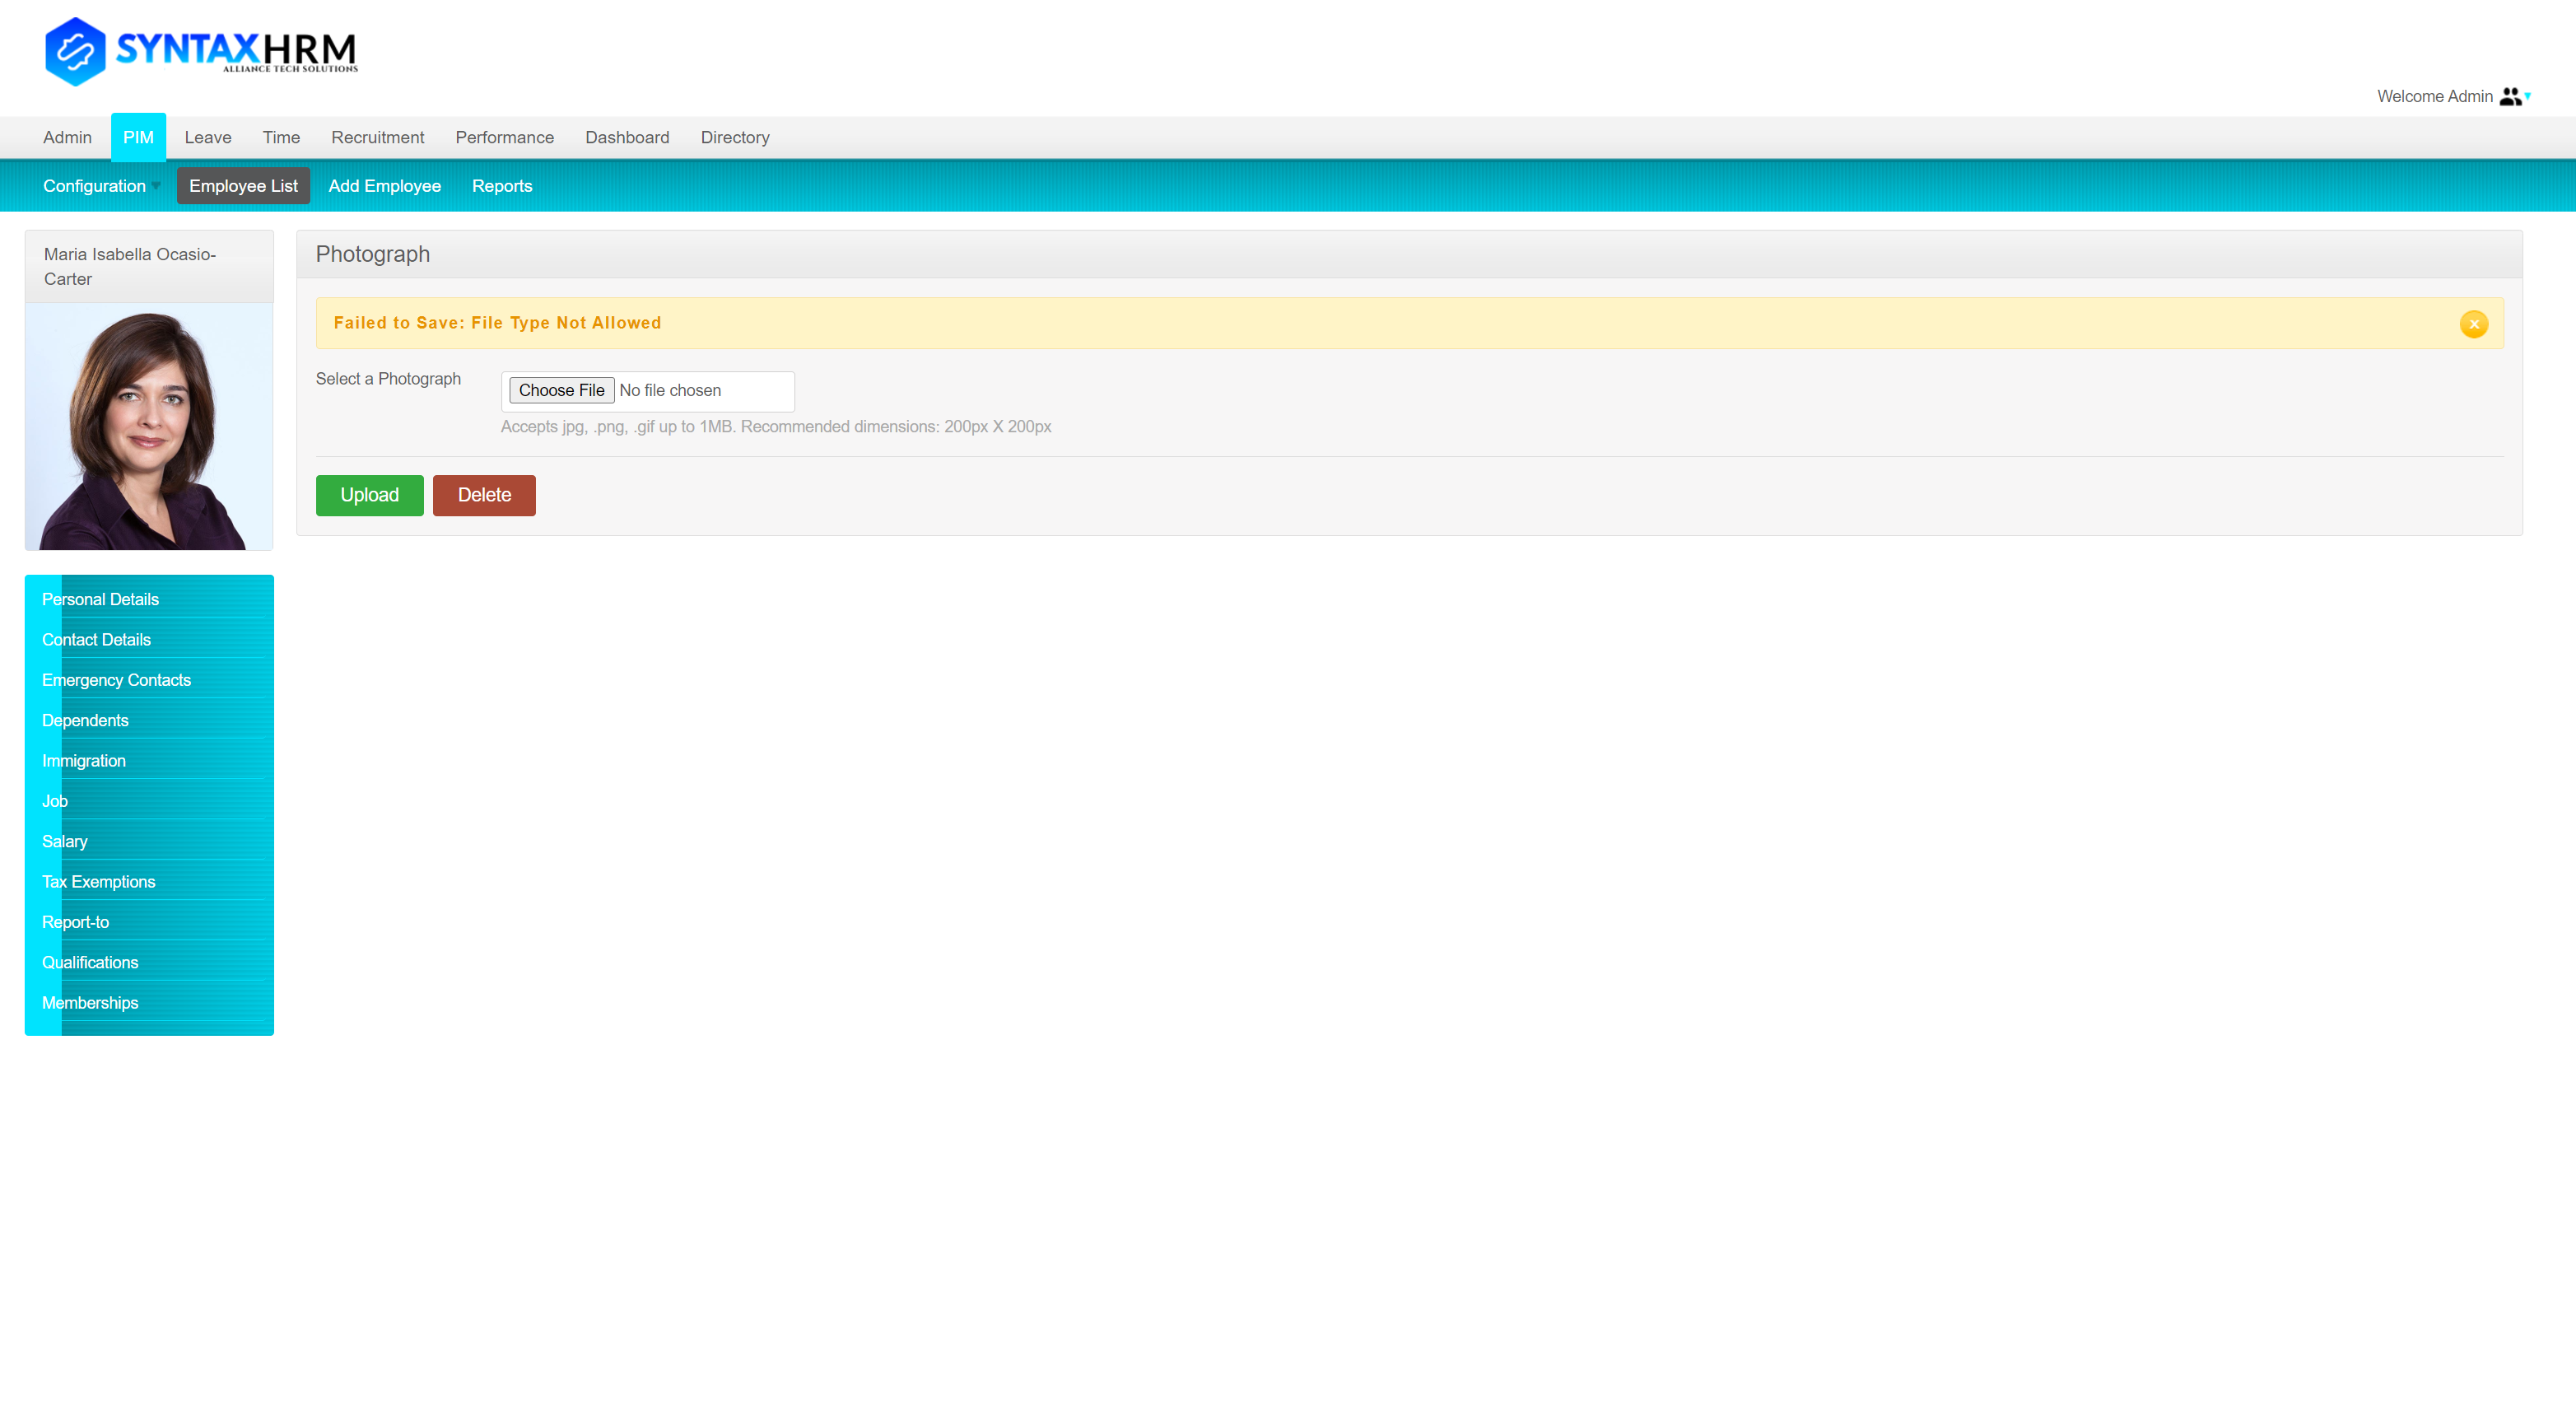 SYNTAXHRM
ALLIANCE TECH SOLUTIONS
Welcome Admin
Admin PIM Leave Time Recruitment Performance Dashboard Directory
Configuration Employee List Add Employee Reports
Maria Isabella Ocasio-
Carter
Photograph
Failed to Save: File Type Not Allowed
x
Select a Photograph
Choose File No file chosen
Accepts jpg, .png, .gif up to 1MB. Recommended dimensions: 200px X 200px
Upload Delete
Personal Details
Contact Details
Emergency Contacts
Dependents
Immigration
Job
Salary
Tax Exemptions
Report-to
Qualifications
Memberships